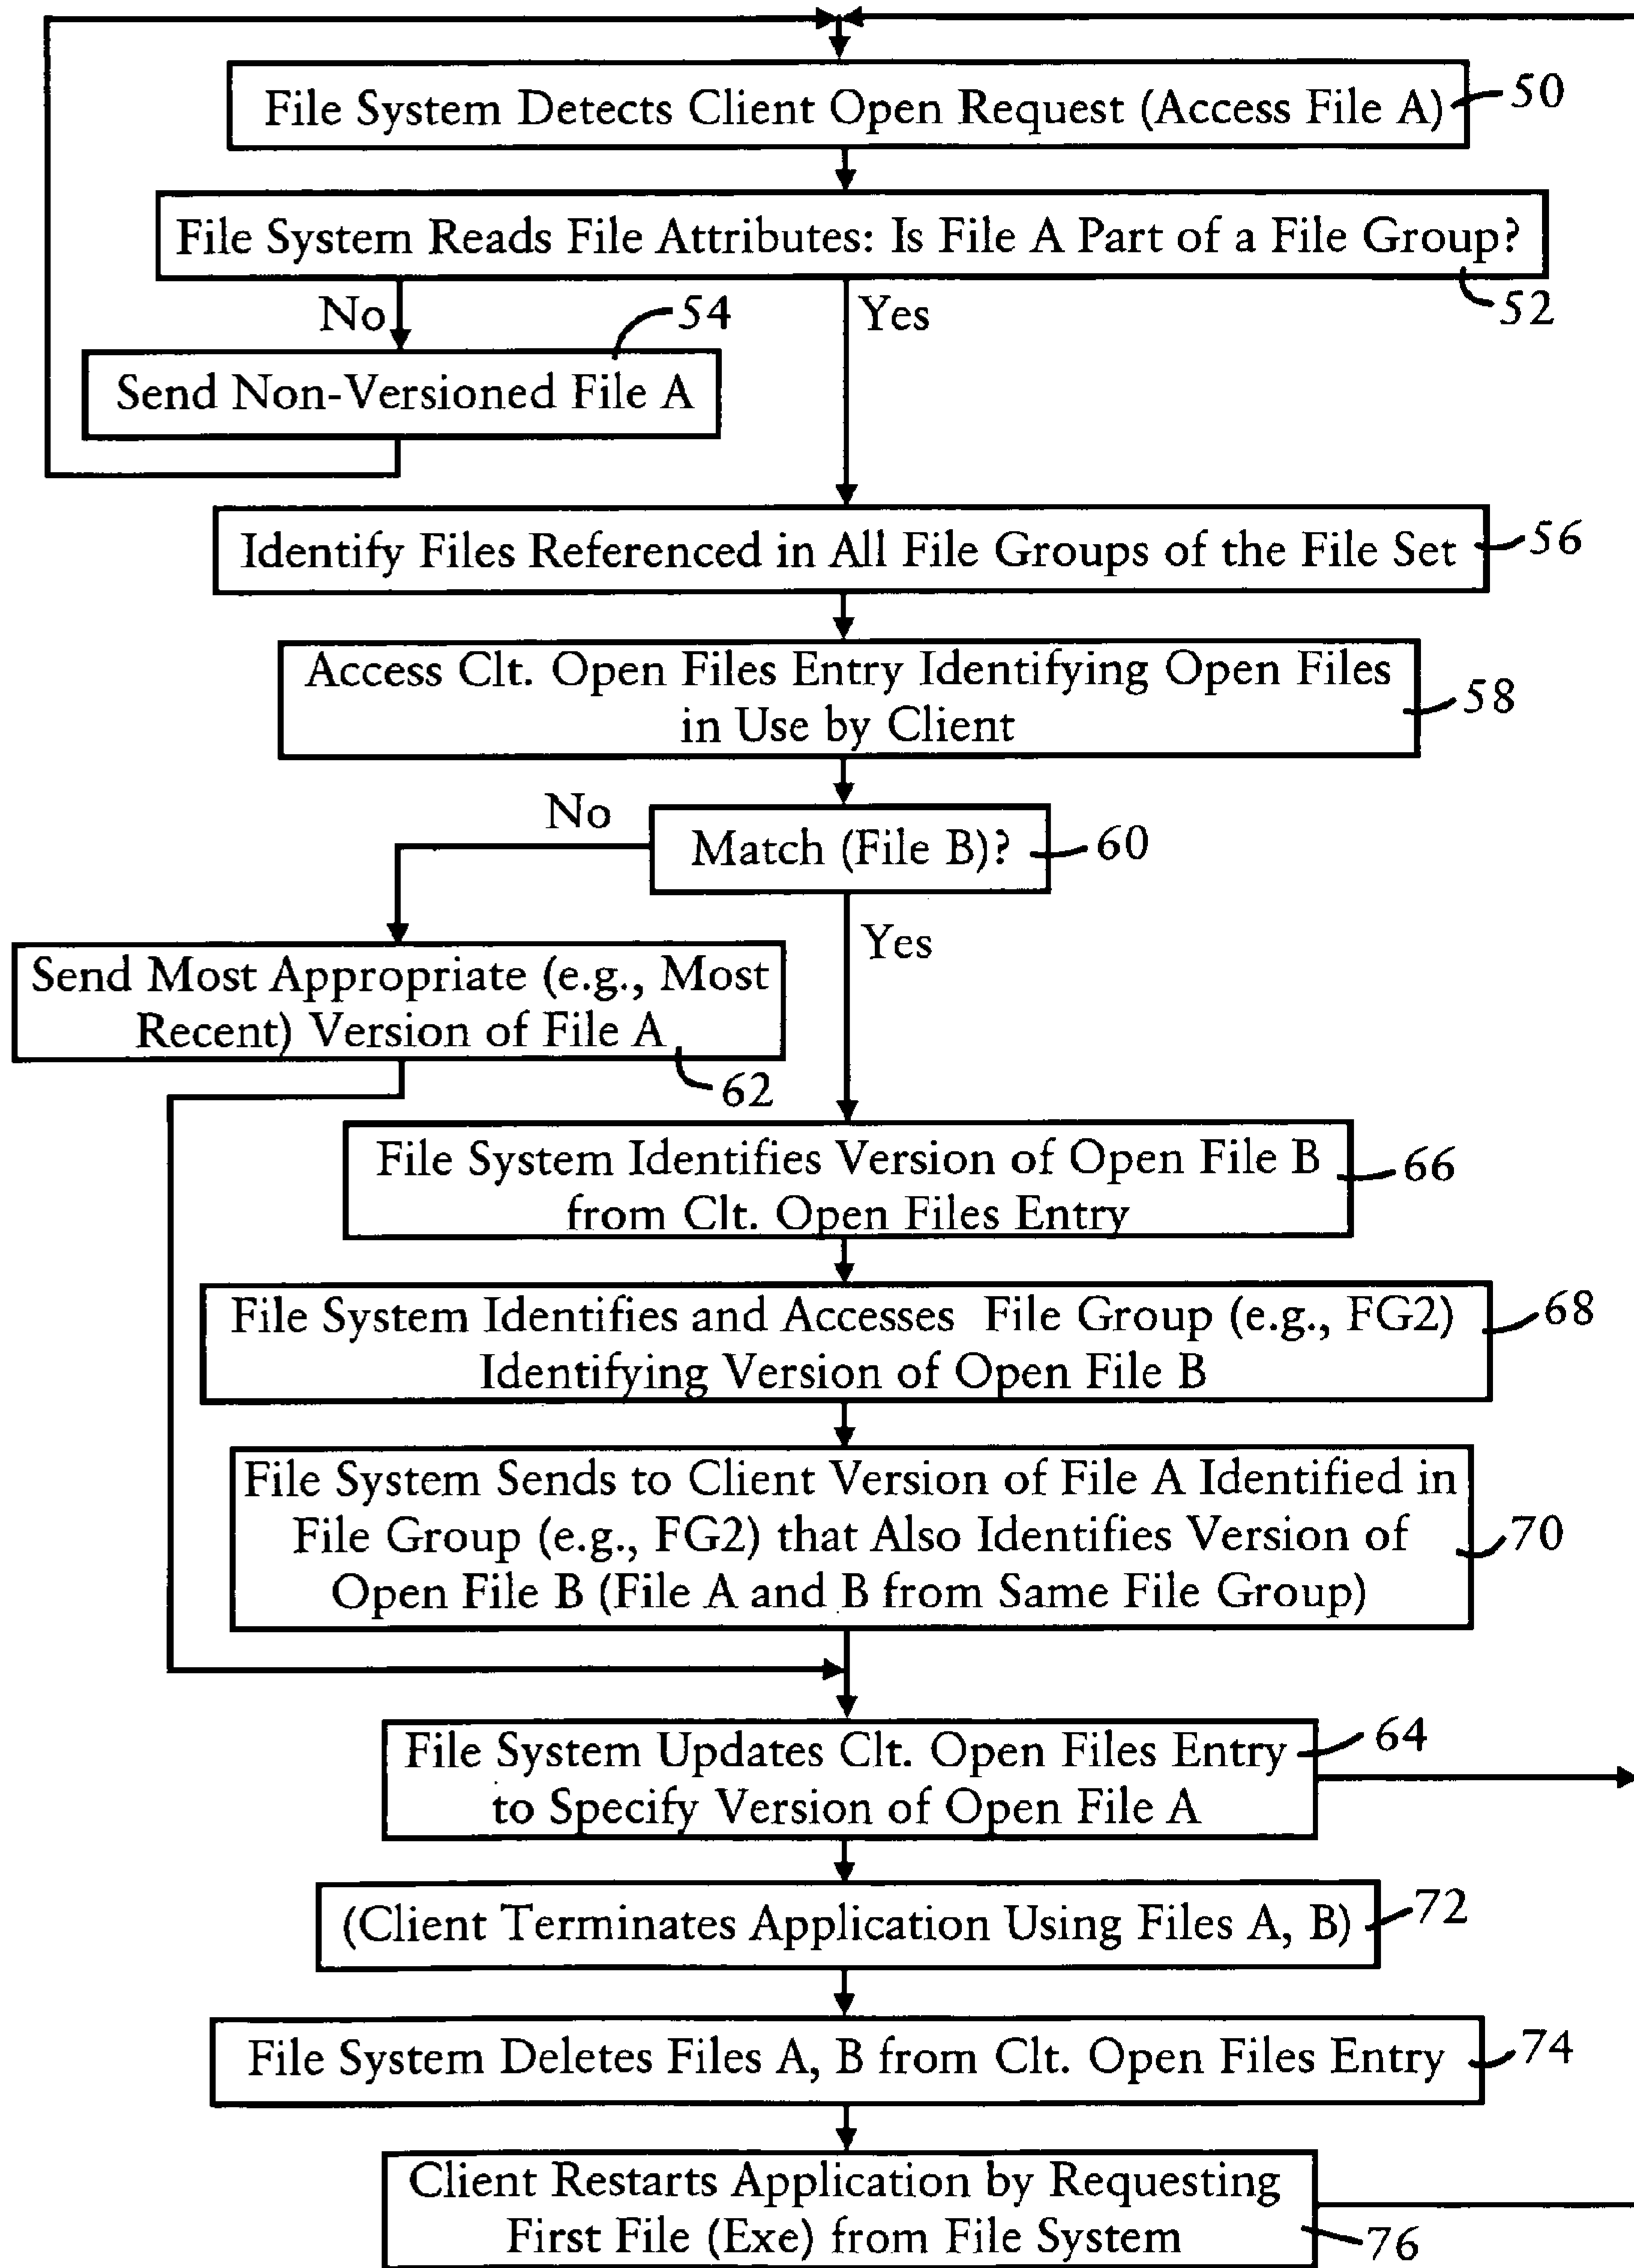 File System Detects Client Open Request (Access File A)
50
File System Reads File Attributes: Is File A Part of a File Group?
52
No
54
Yes
Send Non-Versioned File A
Identify Files Referenced in All File Groups of the File Set
56
Access Clt. Open Files Entry Identifying Open Files
in Use by Client
58
No
Match (File B)?
60
Yes
Send Most Appropriate (e.g., Most
Recent) Version of File A
62
File System Identifies Version of Open File B
from Clt. Open Files Entry
66
File System Identifies and Accesses File Group (e.g., FG2)
Identifying Version of Open File B
68
File System Sends to Client Version of File A Identified in
File Group (e.g., FG2) that Also Identifies Version of
Open File B (File A and B from Same File Group)
70
File System Updates Clt. Open Files Entry
to Specify Version of Open File A
64
(Client Terminates Application Using Files A, B)
72
File System Deletes Files A, B from Clt. Open Files Entry
74
Client Restarts Application by Requesting
First File (Exe) from File System
76